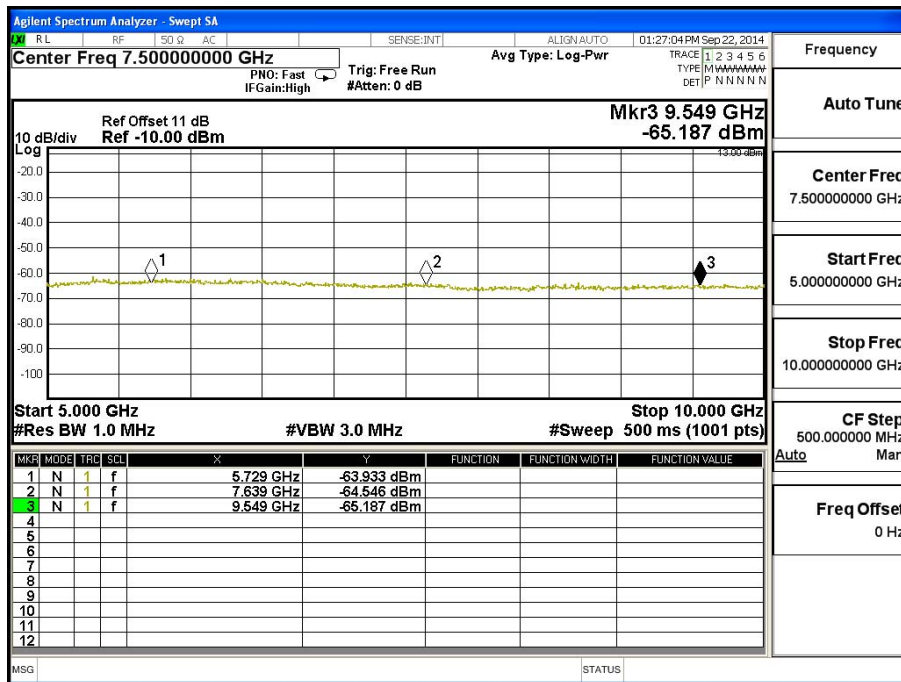 Agilent Spectrum Analyzer - Swept SA
LXI RL RF 50 Ω AC SENSE:INT ALIGNAUTO 01:27:04 PM Sep 22, 2014
Center Freq 7.500000000 GHz
PNO: Fast
IFGain:High
Trig: Free Run
#Atten: 0 dB
Avg Type: Log-Pwr
TRACE 1 2 3 4 5 6
TYPE MWWWWW
DET P N N N N N
Mkr3 9.549 GHz
-65.187 dBm
Ref Offset 11 dB
10 dB/div Ref -10.00 dBm
Log
-13.00 dBm
-20.0
-30.0
-40.0
-50.0
-60.0
-70.0
-80.0
-90.0
-100
1
2
3
Start 5.000 GHz Stop 10.000 GHz
#Res BW 1.0 MHz #VBW 3.0 MHz #Sweep 500 ms (1001 pts)
MKR MODE TRC SCL X Y FUNCTION FUNCTION WIDTH FUNCTION VALUE
1 N 1 f 5.729 GHz -63.933 dBm
2 N 1 f 7.639 GHz -64.546 dBm
3 N 1 f 9.549 GHz -65.187 dBm
4
5
6
7
8
9
10
11
12
MSG STATUS
Frequency
Auto Tune
Center Freq
7.500000000 GHz
Start Freq
5.000000000 GHz
Stop Freq
10.000000000 GHz
CF Step
500.000000 MHz
Auto Man
Freq Offset
0 Hz